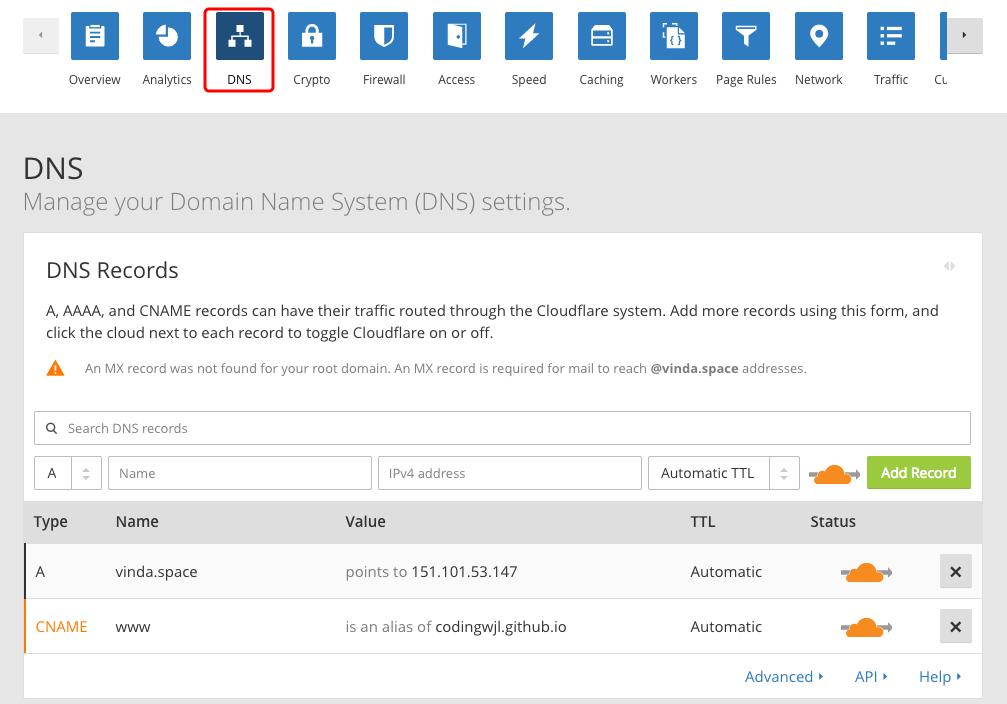 Overview Analytics DNS Crypto Firewall Access Speed Caching Workers Page Rules Network Traffic Cu
DNS
Manage your Domain Name System (DNS) settings.
DNS Records
A, AAAA, and CNAME records can have their traffic routed through the Cloudflare system. Add more records using this form, and
click the cloud next to each record to toggle Cloudflare on or off.
An MX record was not found for your root domain. An MX record is required for mail to reach @vinda.space addresses.
Search DNS records
A Name IPv4 address Automatic TTL Add Record
Type Name Value TTL Status
A vinda.space points to 151.101.53.147 Automatic
CNAME www is an alias of codingwjl.github.io Automatic
Advanced API Help